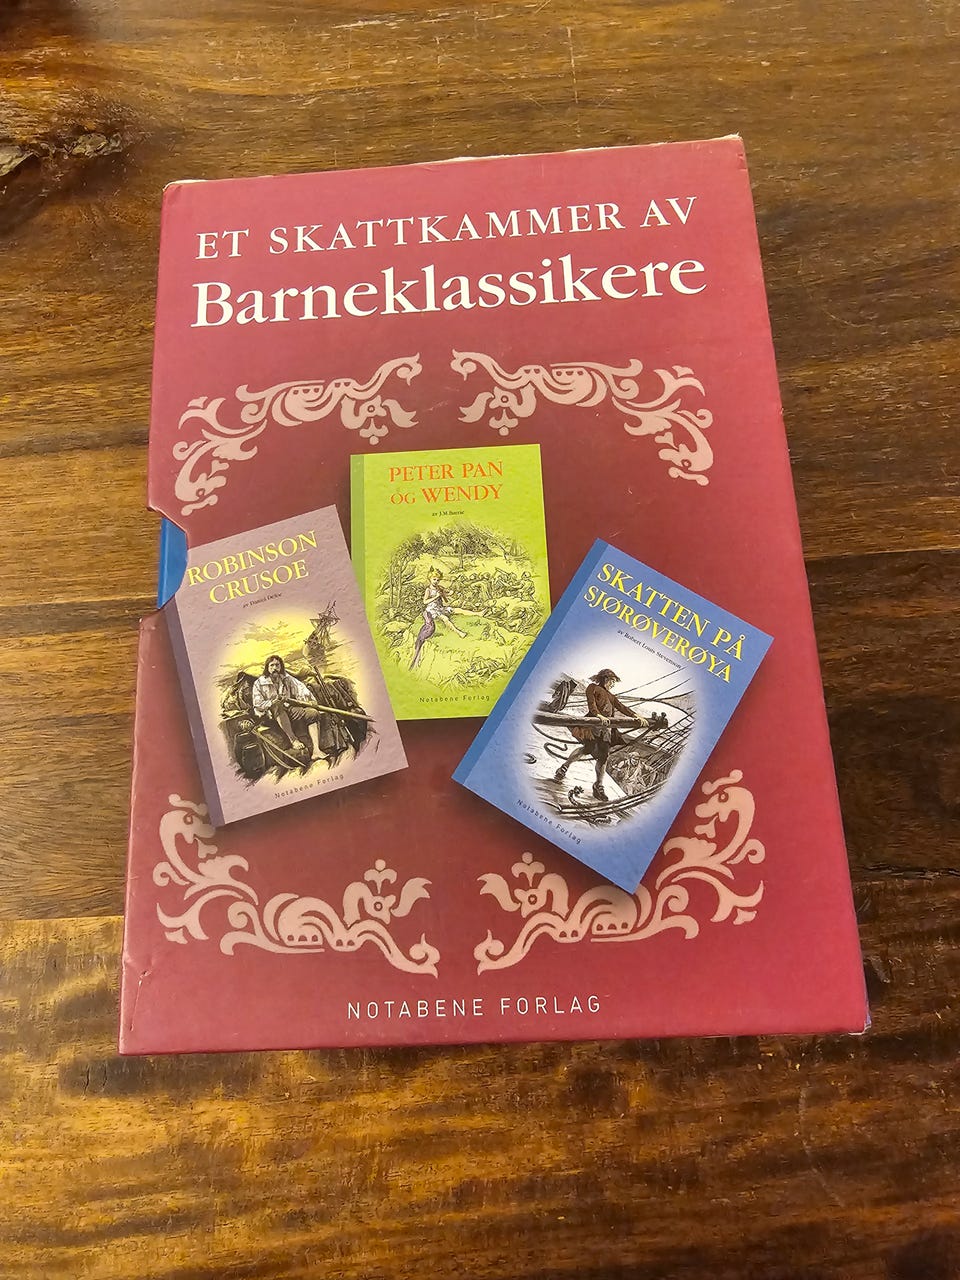 ET SKATTKAMMER AV
Barneklassikere
PETER PAN
OG WENDY
av J.M Barrie
Notabene Forlag
ROBINSON
CRUSOE
av Daniel Defoe
Notabene Forlag
SKATTEN PÅ
SJØRØVERØYA
av Robert Louis Stevenson
Notabene Forlag
NOTABENE FORLAG